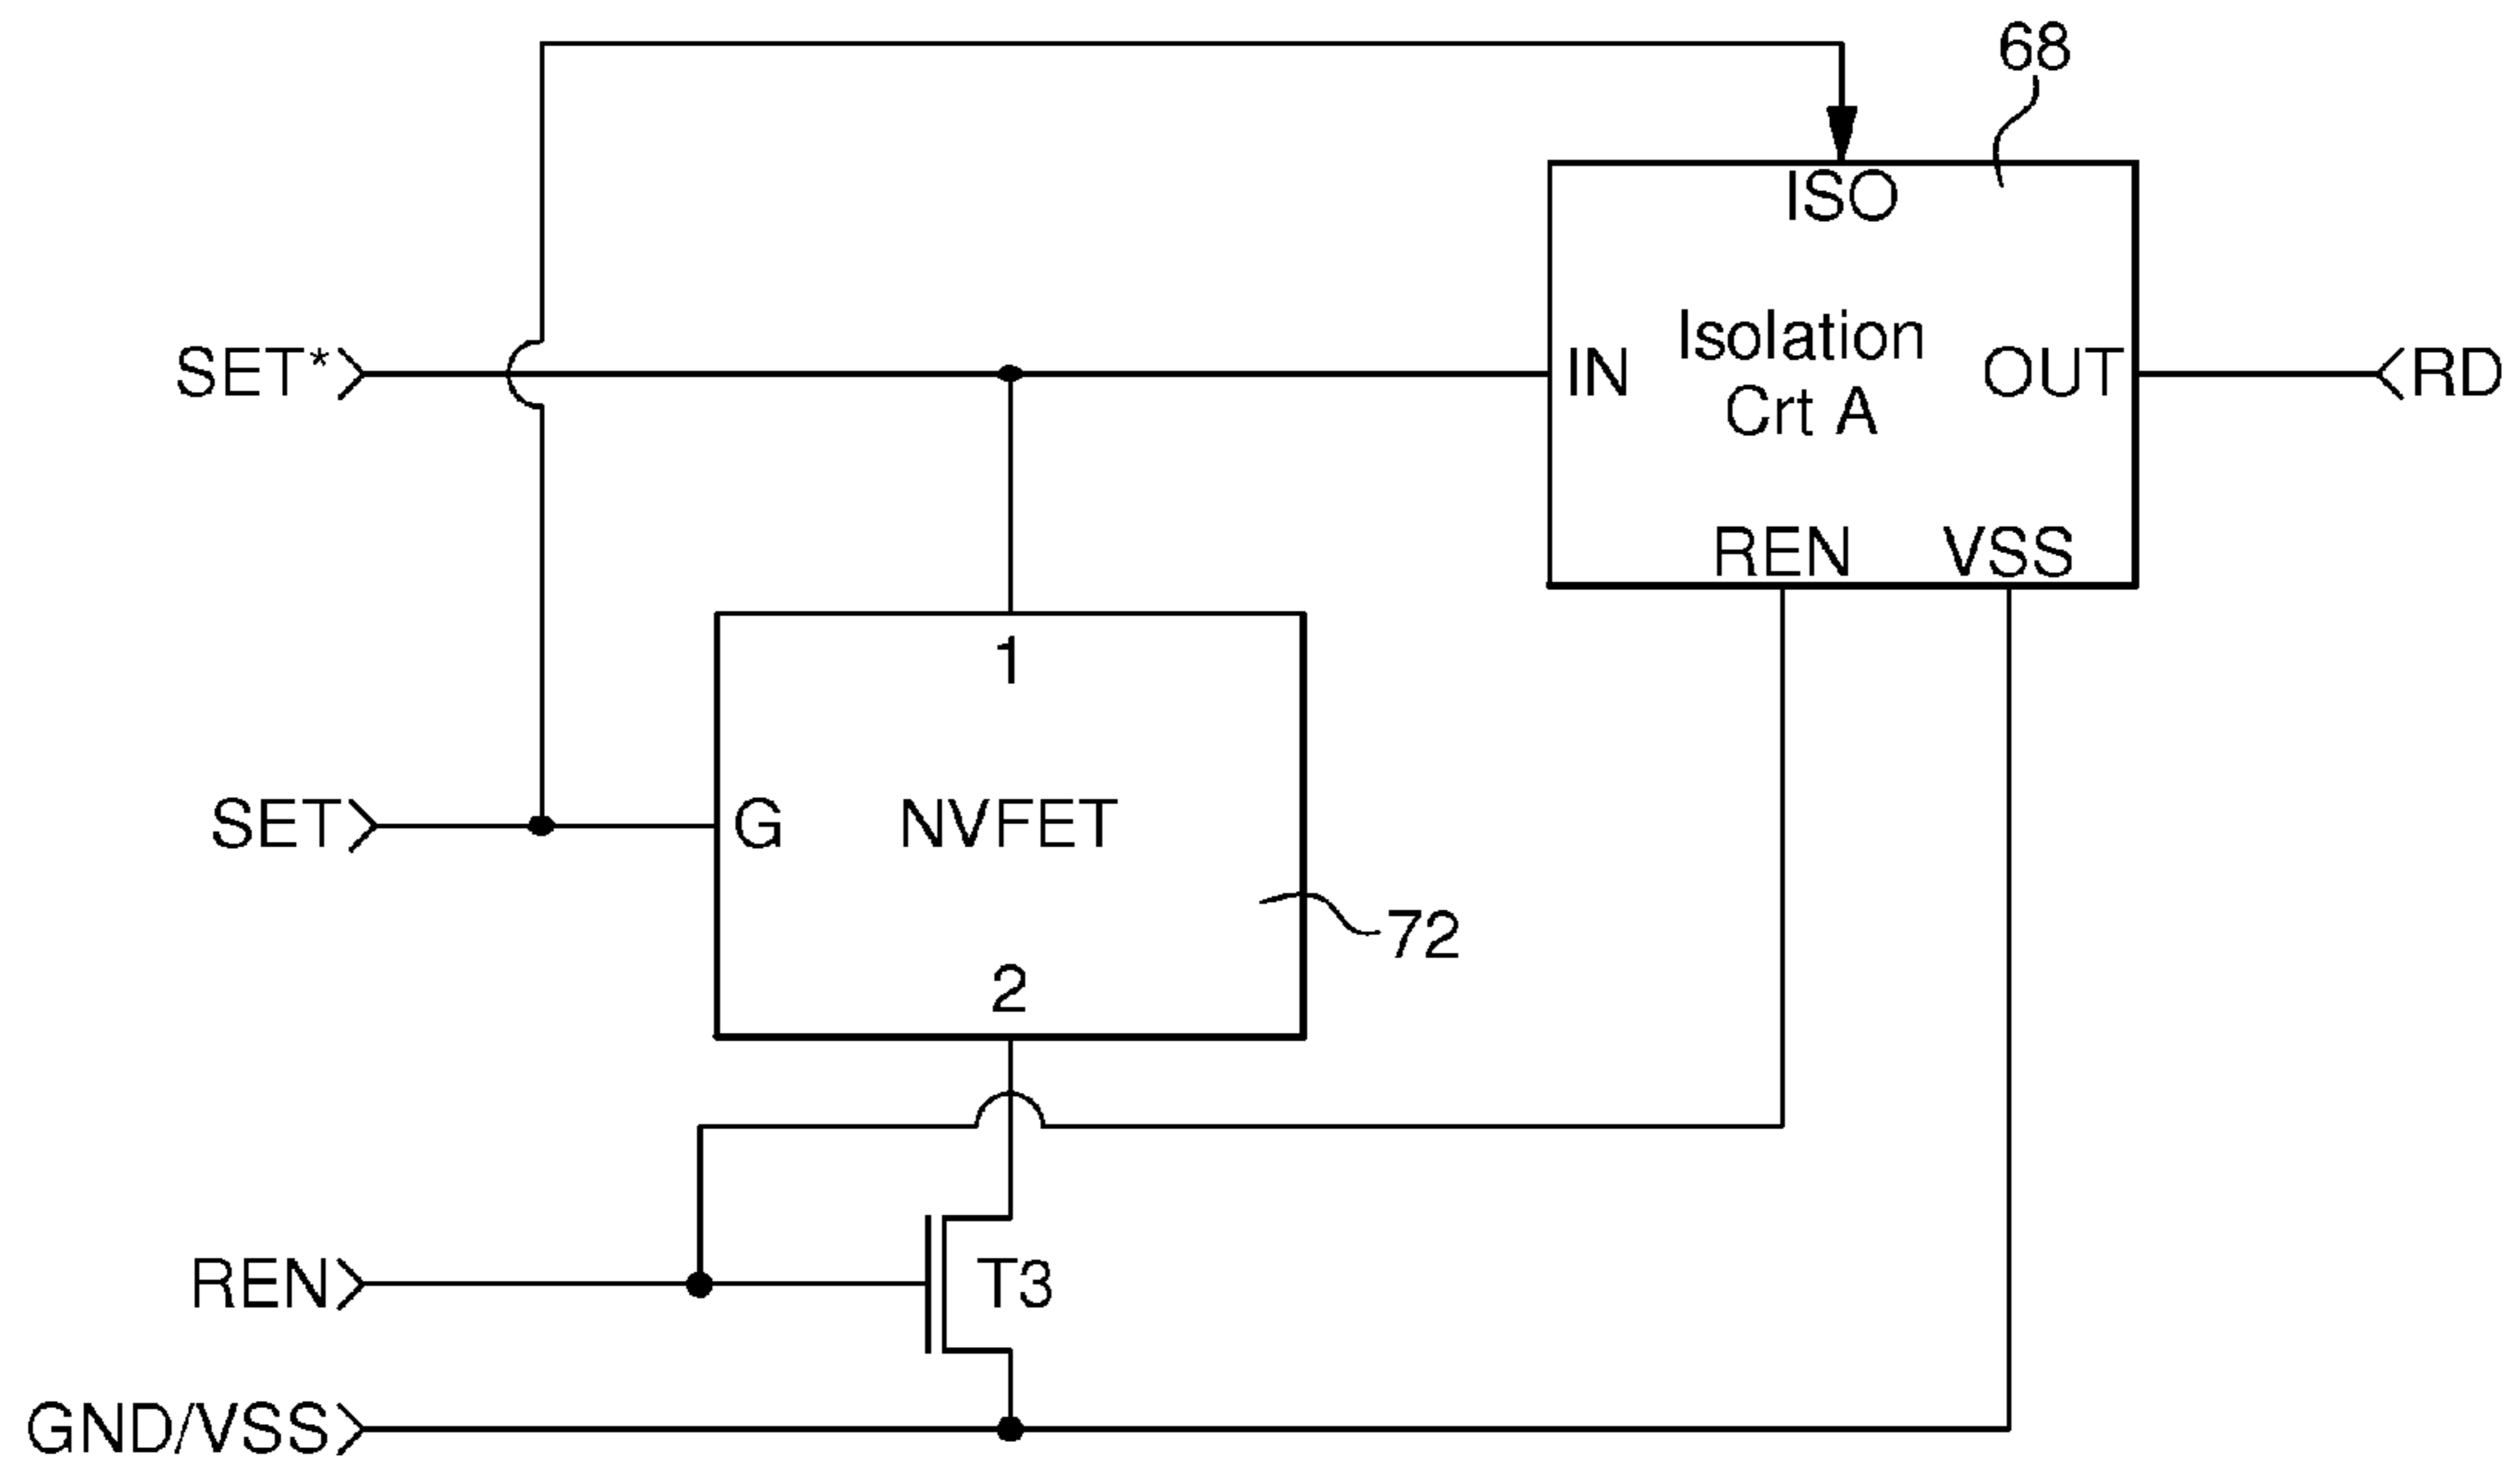 68
ISO
SET*
IN
Isolation
Crt A
OUT
RD
REN
VSS
1
SET
G
NVFET
72
2
REN
T3
GND/VSS